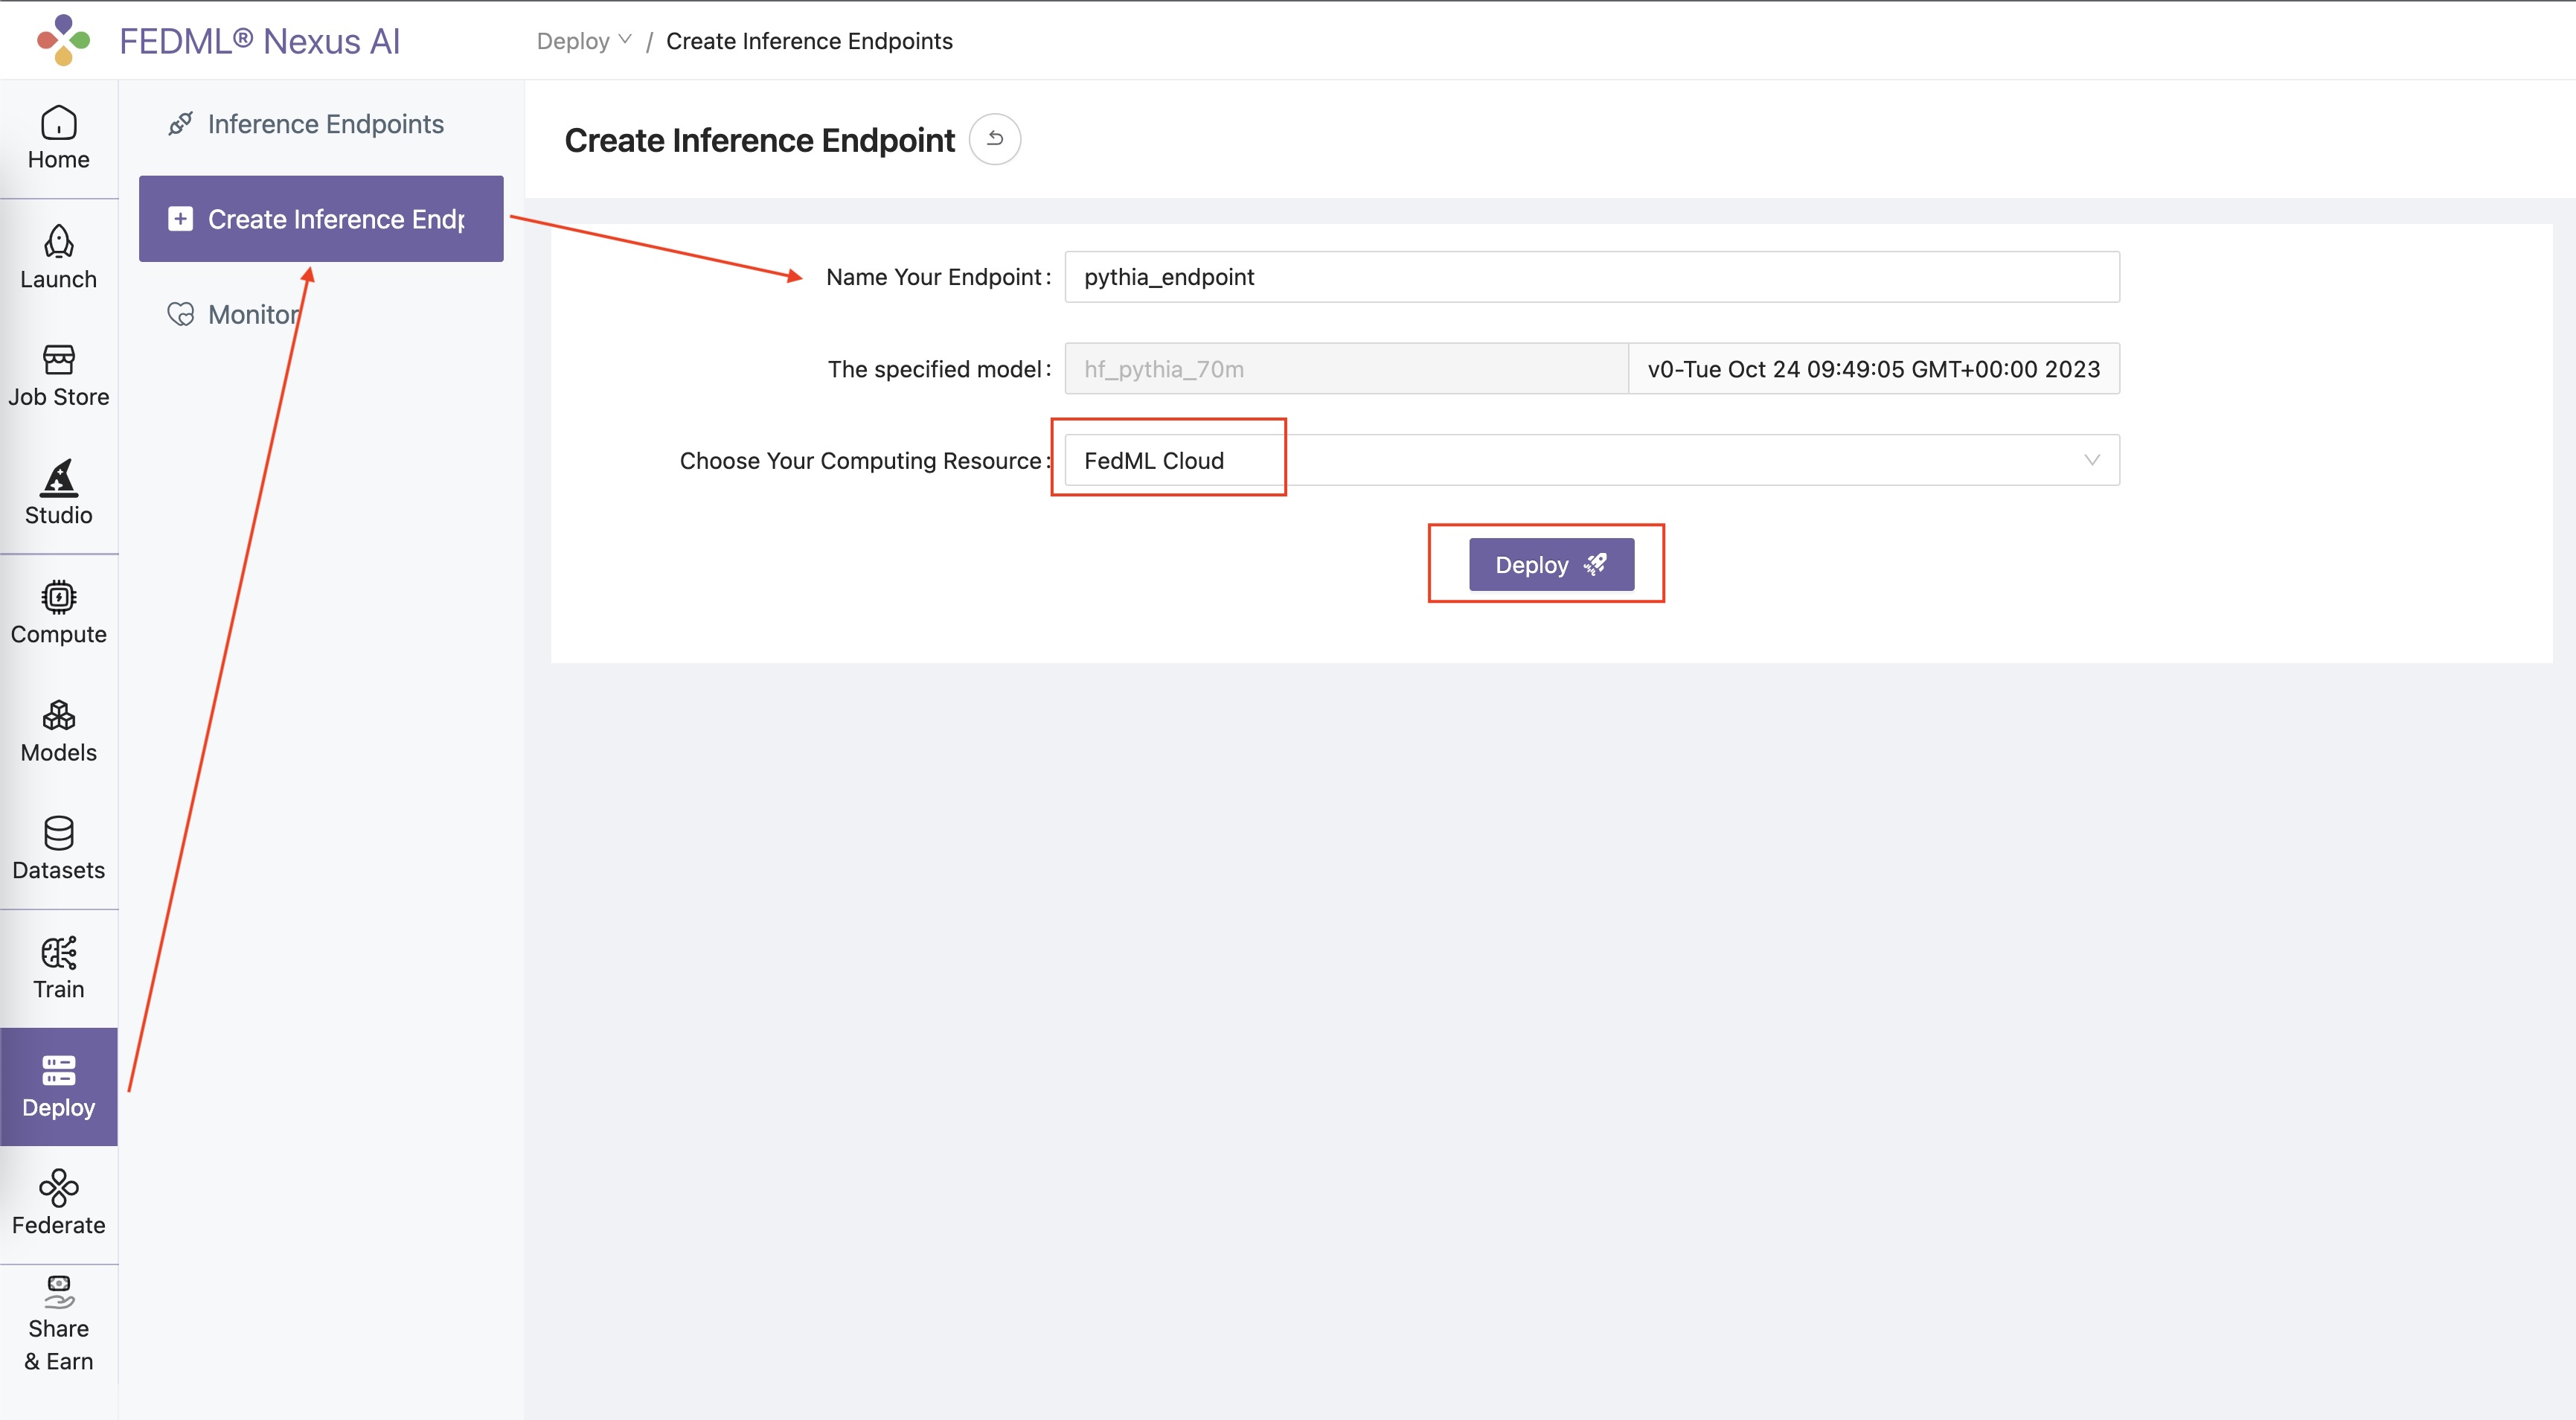 FEDML® Nexus AI
Deploy / Create Inference Endpoints
Home
Launch
Job Store
Studio
Compute
Models
Datasets
Train
Deploy
Federate
Share
& Earn
Inference Endpoints
Create Inference Endp
Monitor
Create Inference Endpoint
Name Your Endpoint: pythia_endpoint
The specified model: hf_pythia_70m v0-Tue Oct 24 09:49:05 GMT+00:00 2023
Choose Your Computing Resource: FedML Cloud
Deploy